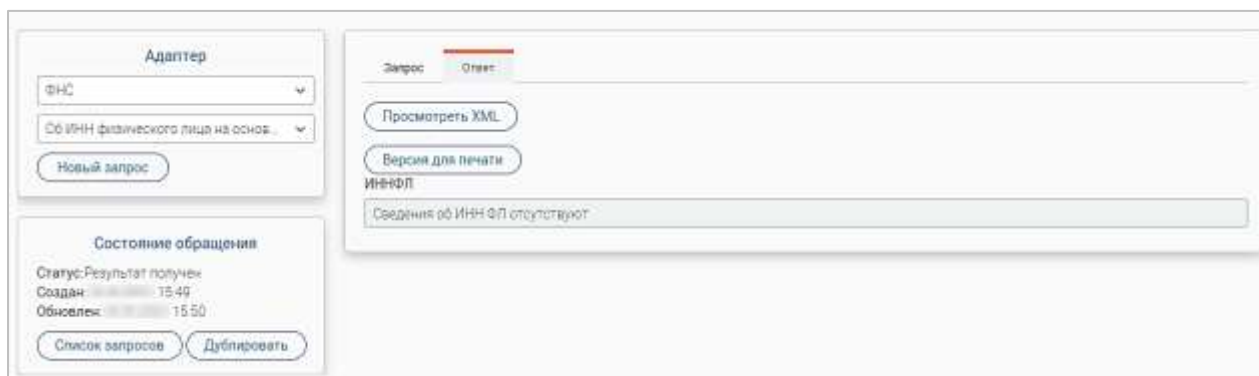 Адаптер
ФНС
Об ИНН физического лица на основ...
Новый запрос
Состояние обращения
Статус:Результат получен
Создан: 15:49
Обновлен: 15:50
Список запросов
Дублировать
Запрос
Ответ
Просмотреть XML
Версия для печати
ИННФЛ
Сведения об ИНН ФЛ отсутствуют